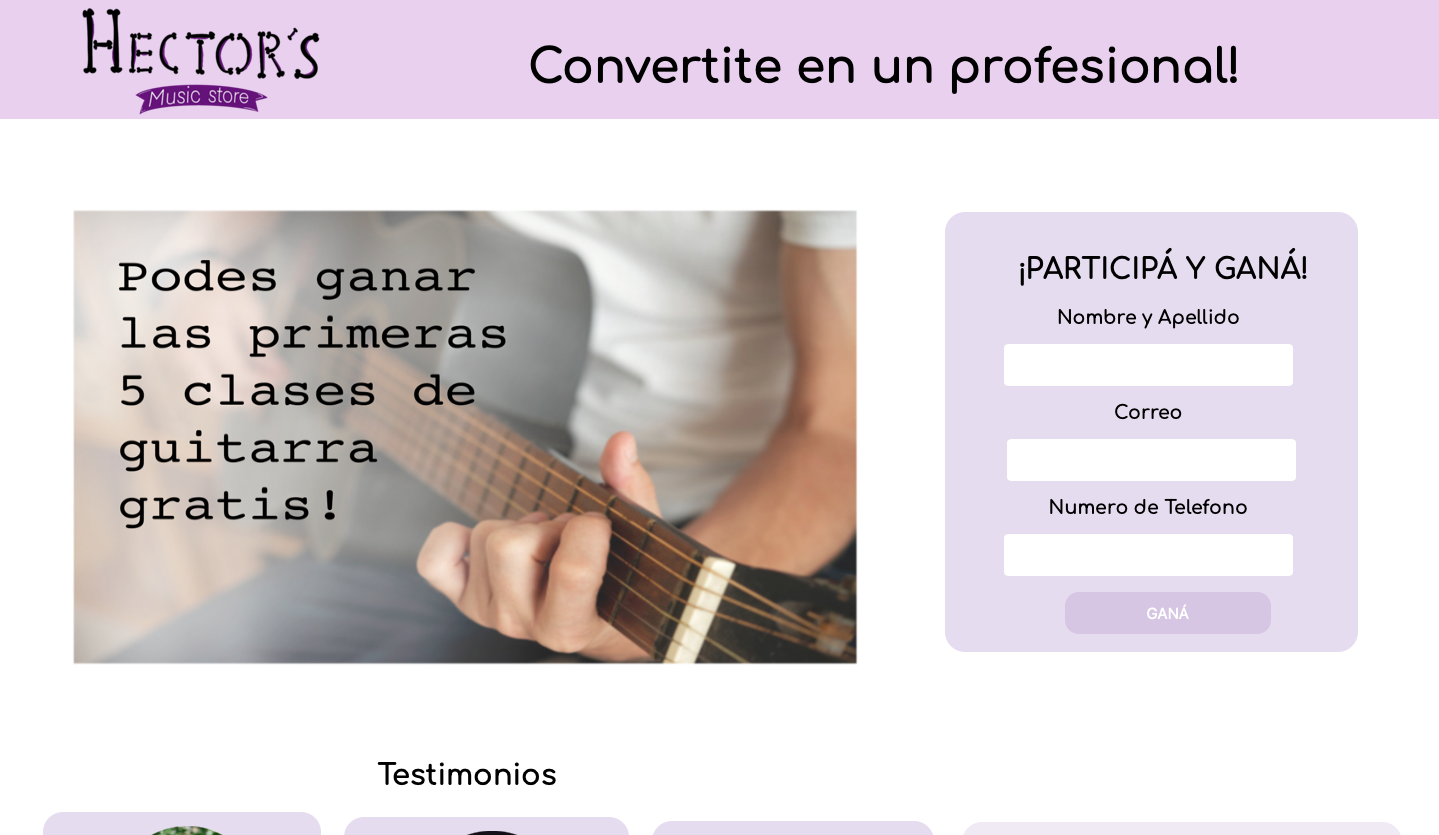 HECTOR'S
Music store
Convertite en un profesional!
Podes ganar
las primeras
5 clases de
guitarra
gratis!
¡PARTICIPÁ Y GANÁ!
Nombre y Apellido
Correo
Numero de Telefono
GANÁ
Testimonios